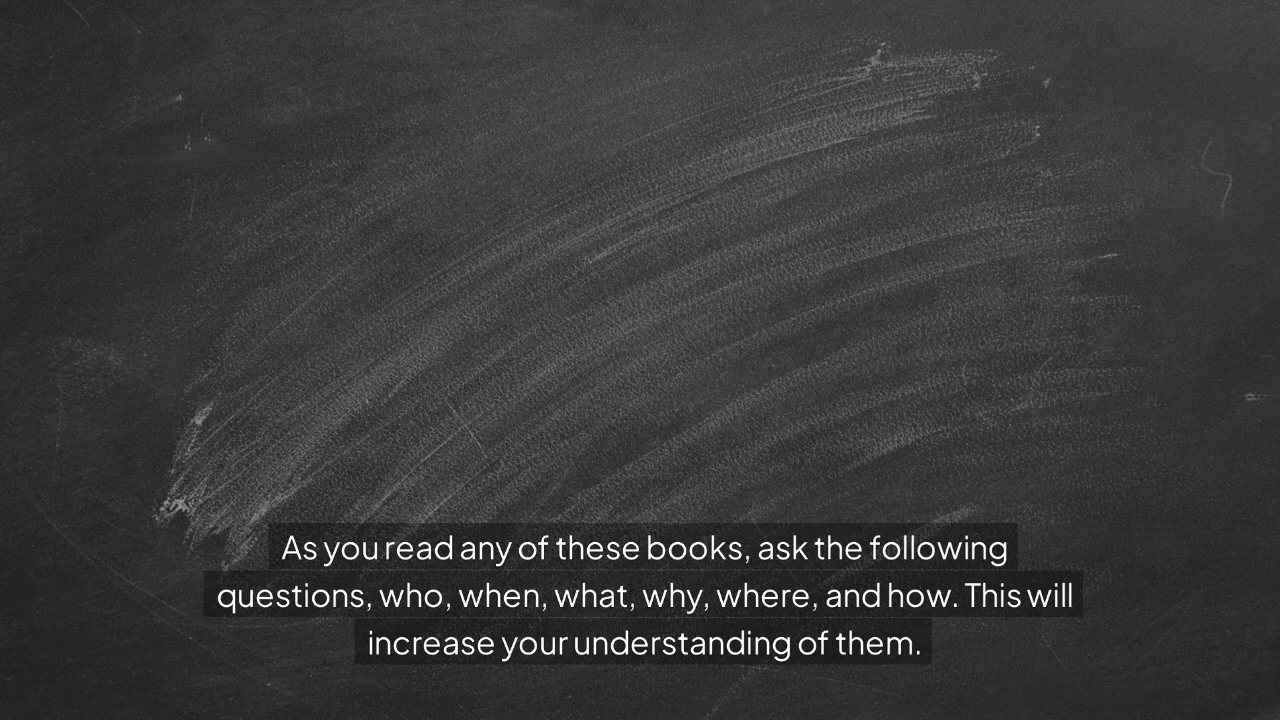 As you read any of these books, ask the following
questions, who, when, what, why, where, and how. This will
increase your understanding of them.